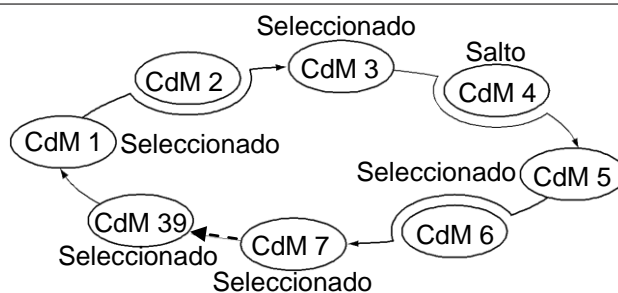 Seleccionado
Salto
CdM 2
CdM 3
CdM 4
CdM 1
Seleccionado
Seleccionado
CdM 5
CdM 39
CdM 7
CdM 6
Seleccionado
Seleccionado